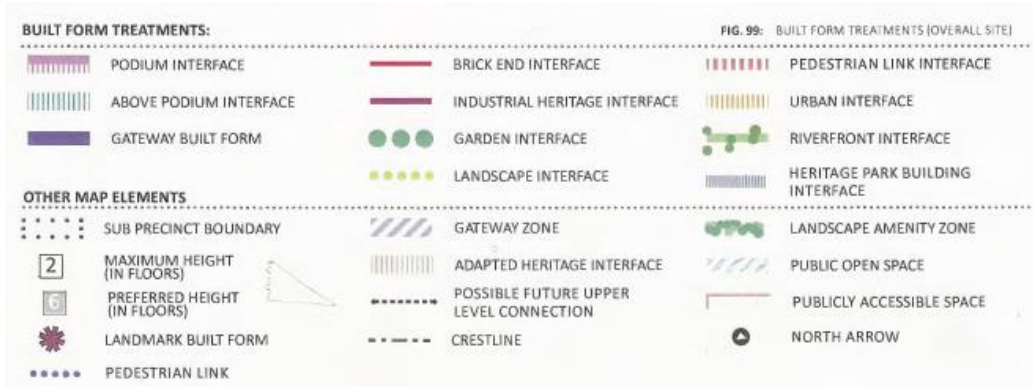 BUILT FORM TREATMENTS:
FIG. 99: BUILT FORM TREATMENTS (OVERALL SITE)
PODIUM INTERFACE
ABOVE PODIUM INTERFACE
GATEWAY BUILT FORM
BRICK END INTERFACE
INDUSTRIAL HERITAGE INTERFACE
GARDEN INTERFACE
LANDSCAPE INTERFACE
PEDESTRIAN LINK INTERFACE
URBAN INTERFACE
RIVERFRONT INTERFACE
HERITAGE PARK BUILDING
INTERFACE
OTHER MAP ELEMENTS
SUB PRECINCT BOUNDARY
2
MAXIMUM HEIGHT
(IN FLOORS)
6
PREFERRED HEIGHT
(IN FLOORS)
LANDMARK BUILT FORM
PEDESTRIAN LINK
GATEWAY ZONE
ADAPTED HERITAGE INTERFACE
POSSIBLE FUTURE UPPER
LEVEL CONNECTION
CRESTLINE
LANDSCAPE AMENITY ZONE
PUBLIC OPEN SPACE
PUBLICLY ACCESSIBLE SPACE
NORTH ARROW